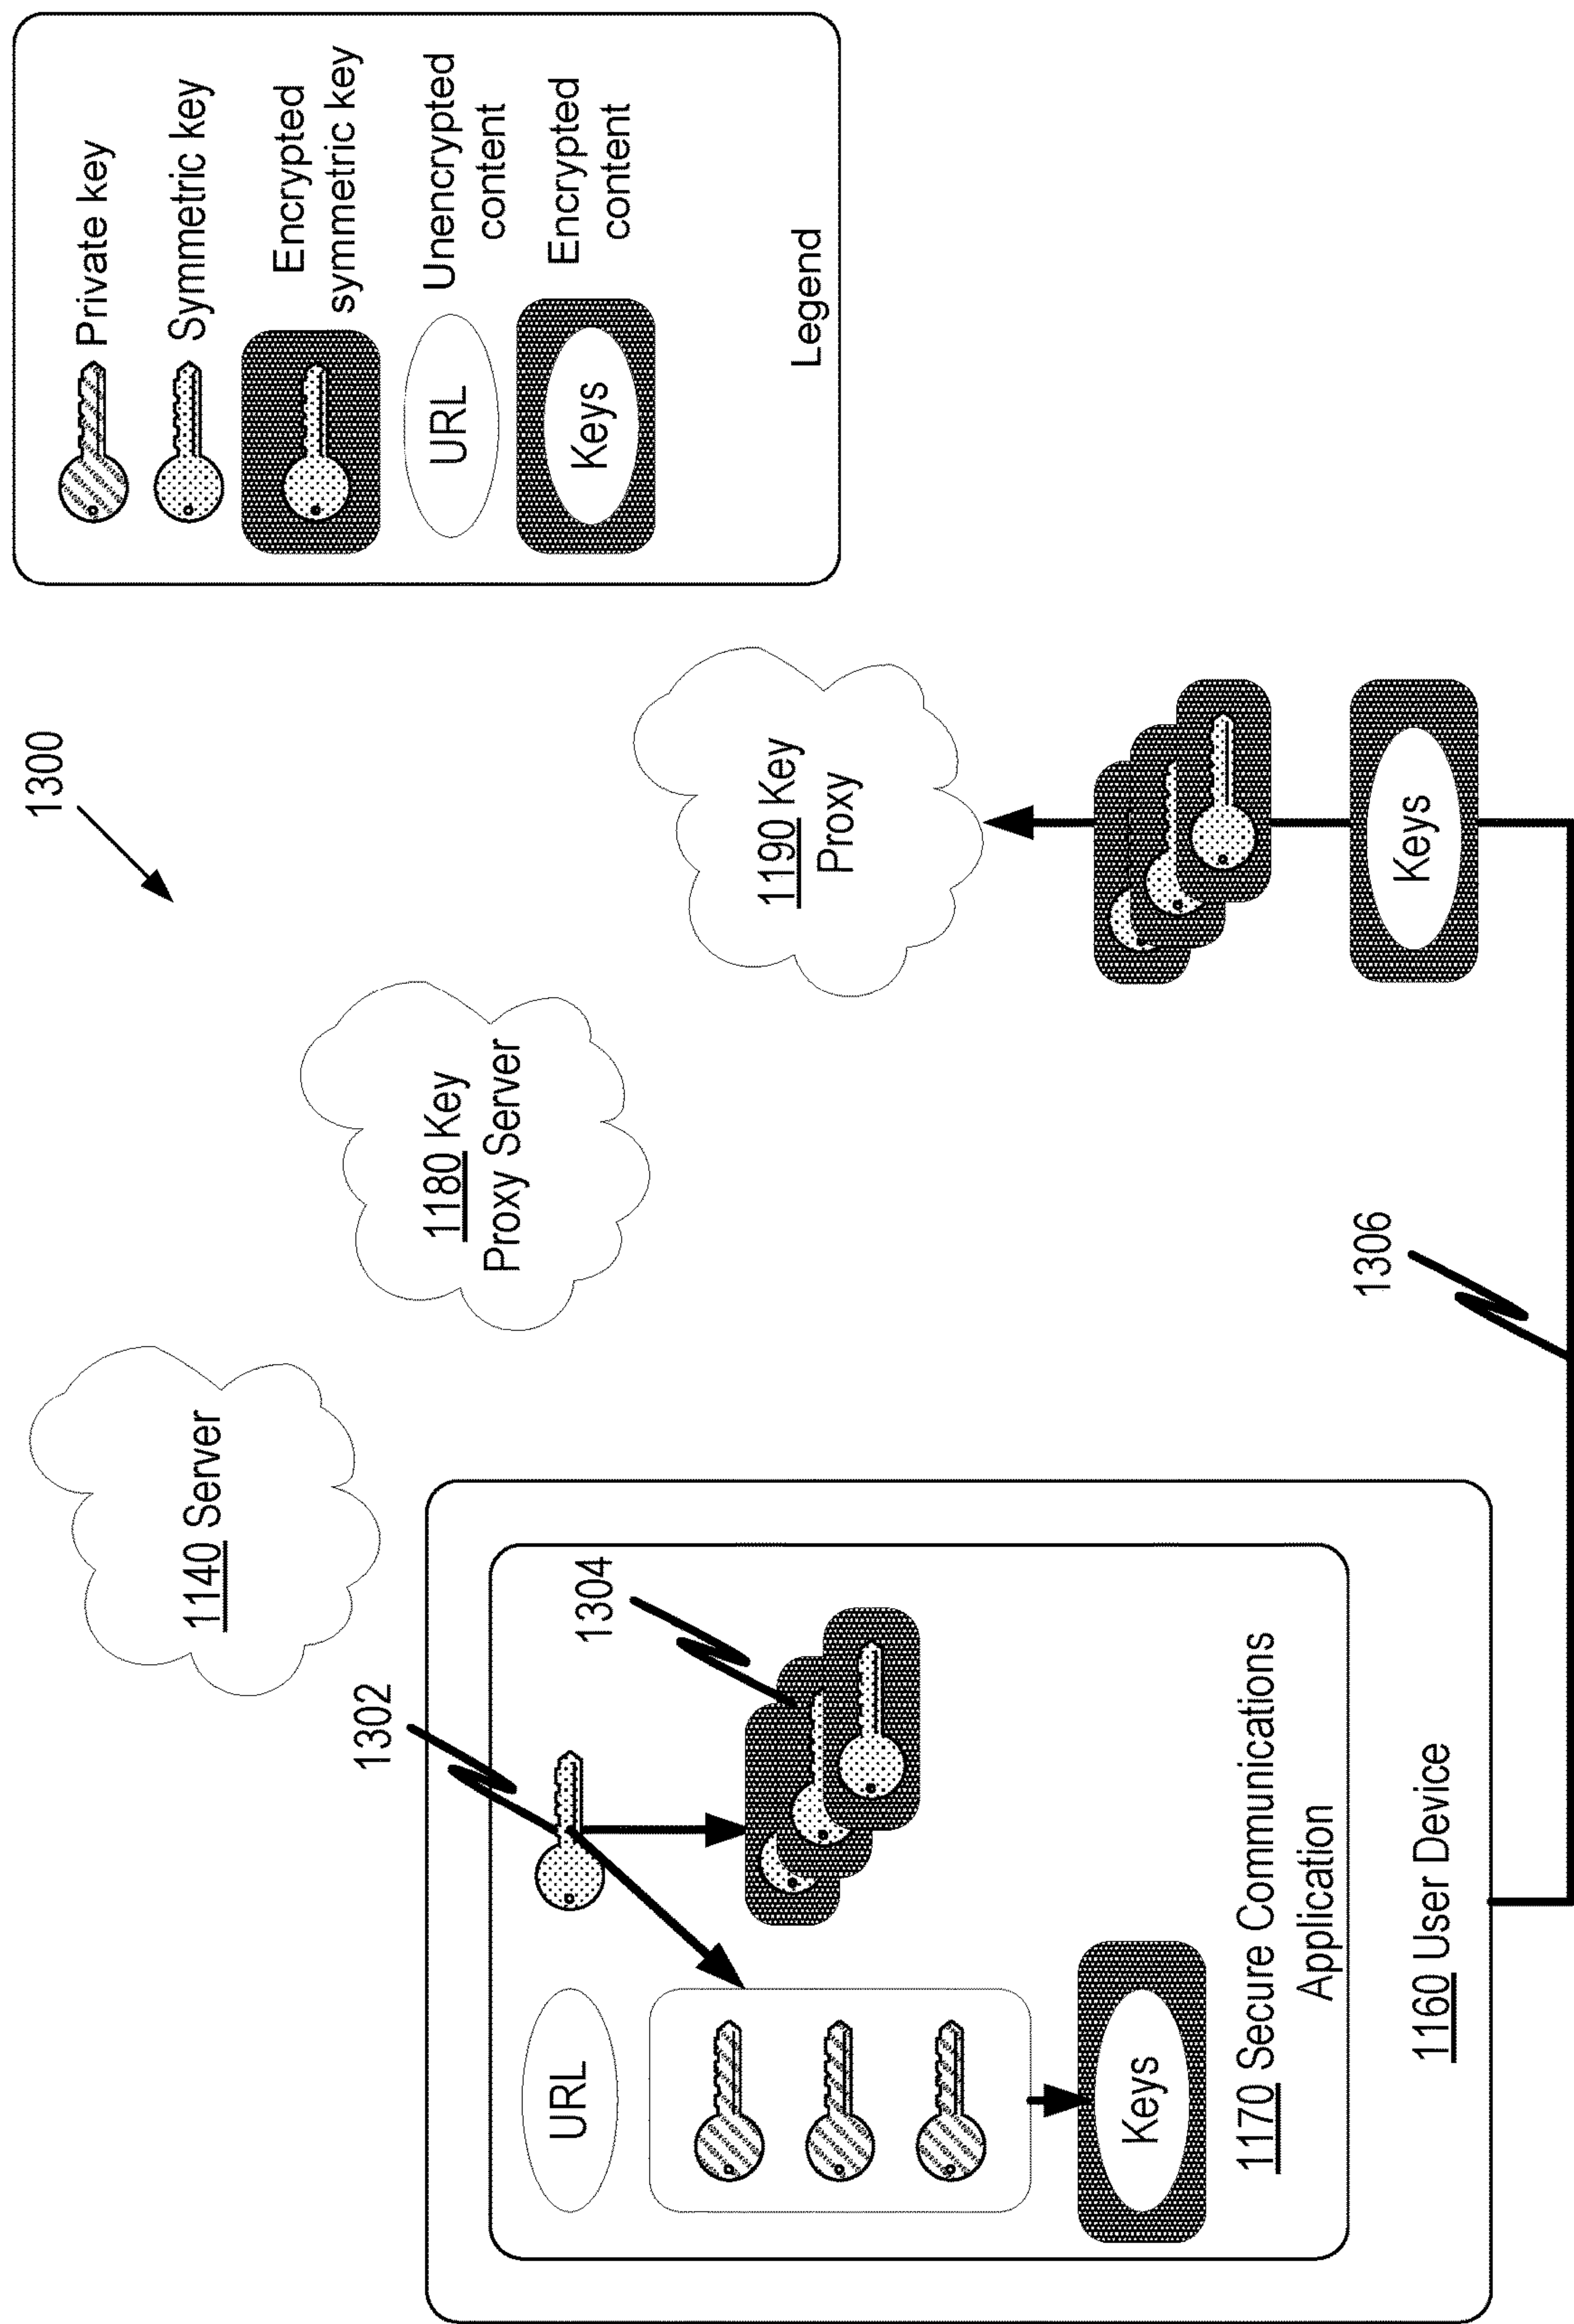 1300
1140 Server
1180 Key
Proxy Server
1190 Key
Proxy
1302
1304
URL
Keys
1170 Secure Communications
Application
1160 User Device
1306
Keys
Private key
Symmetric key
Encrypted
symmetric key
URL
Unencrypted
content
Keys
Encrypted
content
Legend